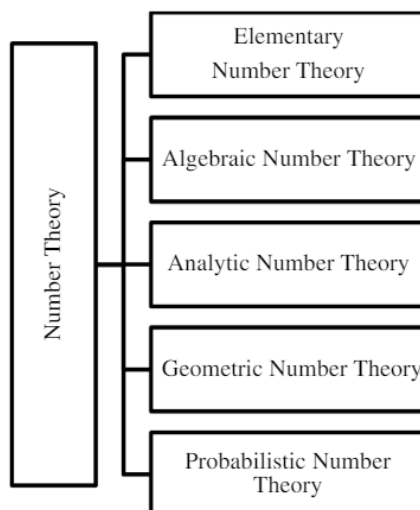 Number Theory
Elementary
Number Theory
Algebraic Number Theory
Analytic Number Theory
Geometric Number Theory
Probabilistic Number
Theory